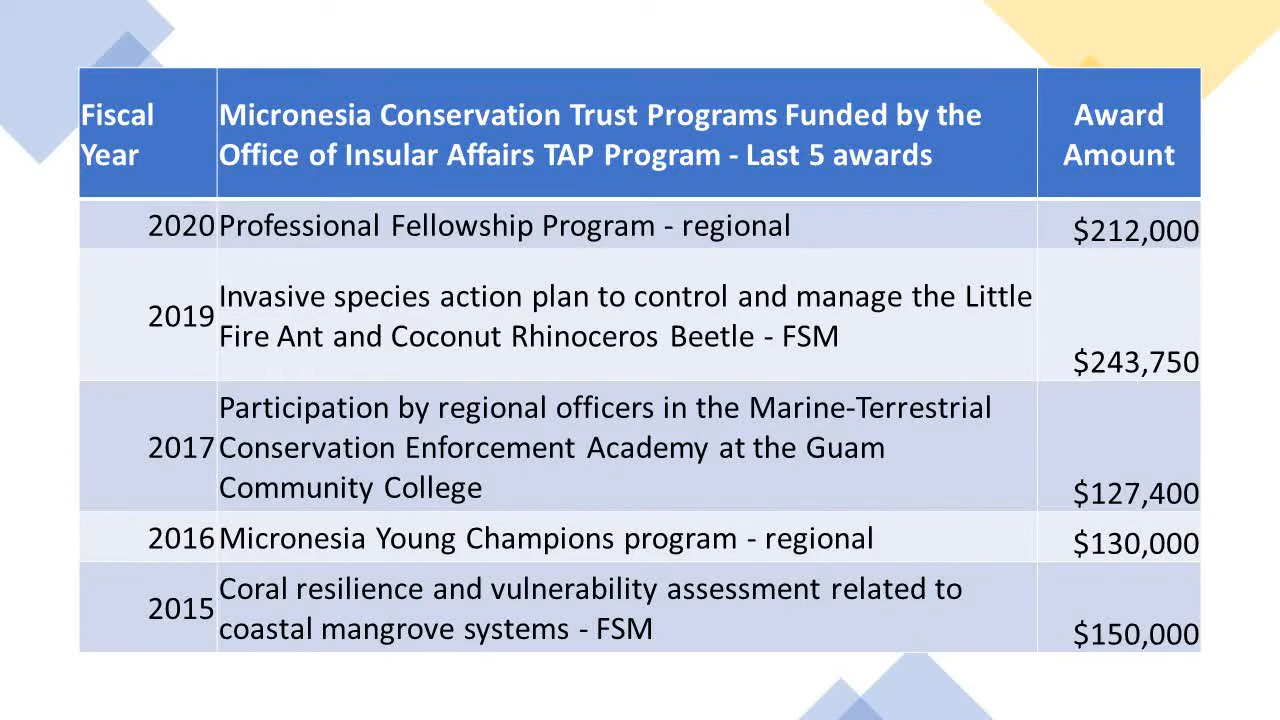 Fiscal Year
Micronesia Conservation Trust Programs Funded by the
Office of Insular Affairs TAP Program - Last 5 awards
Award Amount
2020
Professional Fellowship Program - regional
$212,000
2019
Invasive species action plan to control and manage the Little
Fire Ant and Coconut Rhinoceros Beetle - FSM
$243,750
2017
Participation by regional officers in the Marine-Terrestrial
Conservation Enforcement Academy at the Guam
Community College
$127,400
2016
Micronesia Young Champions program - regional
$130,000
2015
Coral resilience and vulnerability assessment related to
coastal mangrove systems - FSM
$150,000